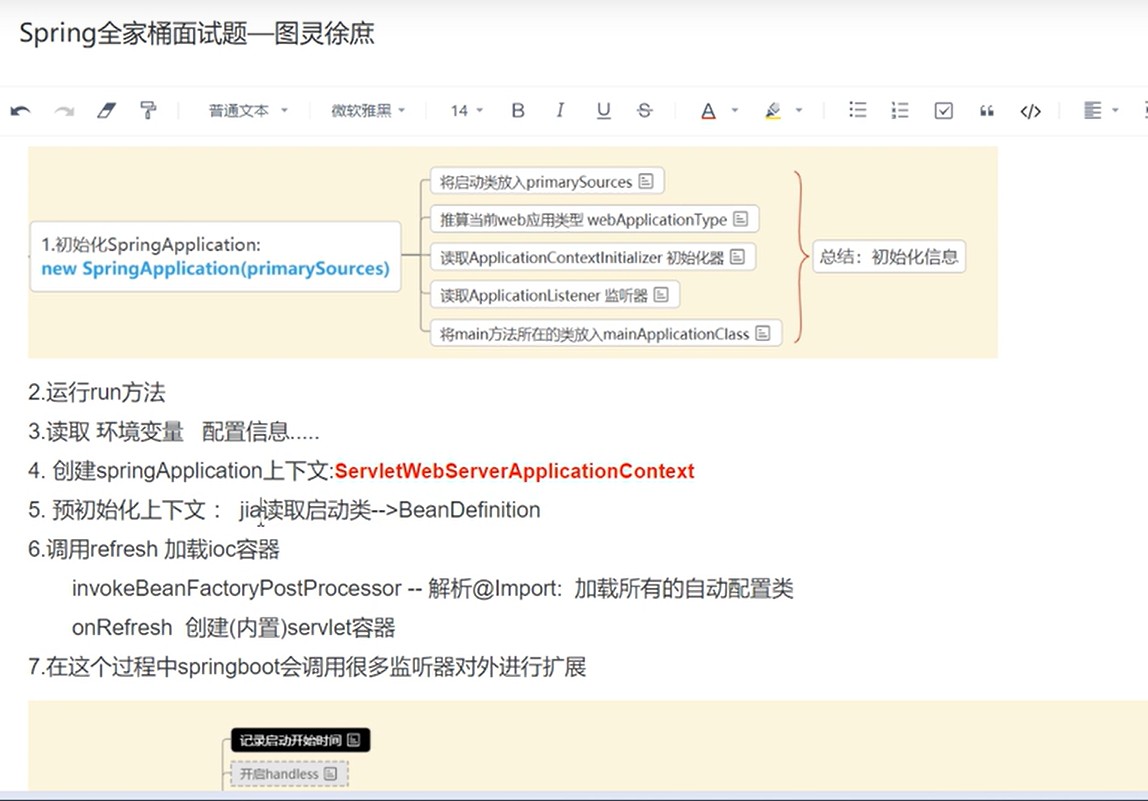 Spring全家桶面试题—图灵徐庶
普通文本 微软雅黑 14 B I U S A
1.初始化SpringApplication:
new SpringApplication(primarySources)
将启动类放入primarySources
推算当前web应用类型 webApplicationType
读取ApplicationContextInitializer 初始化器
读取ApplicationListener 监听器
将main方法所在的类放入mainApplicationClass
总结：初始化信息
2.运行run方法
3.读取 环境变量 配置信息.....
4. 创建springApplication上下文:ServletWebServerApplicationContext
5. 预初始化上下文： jia读取启动类-->BeanDefinition
6.调用refresh 加载ioc容器
invokeBeanFactoryPostProcessor -- 解析@Import: 加载所有的自动配置类
onRefresh 创建(内置)servlet容器
7.在这个过程中springboot会调用很多监听器对外进行扩展
记录启动开始时间
开启handless